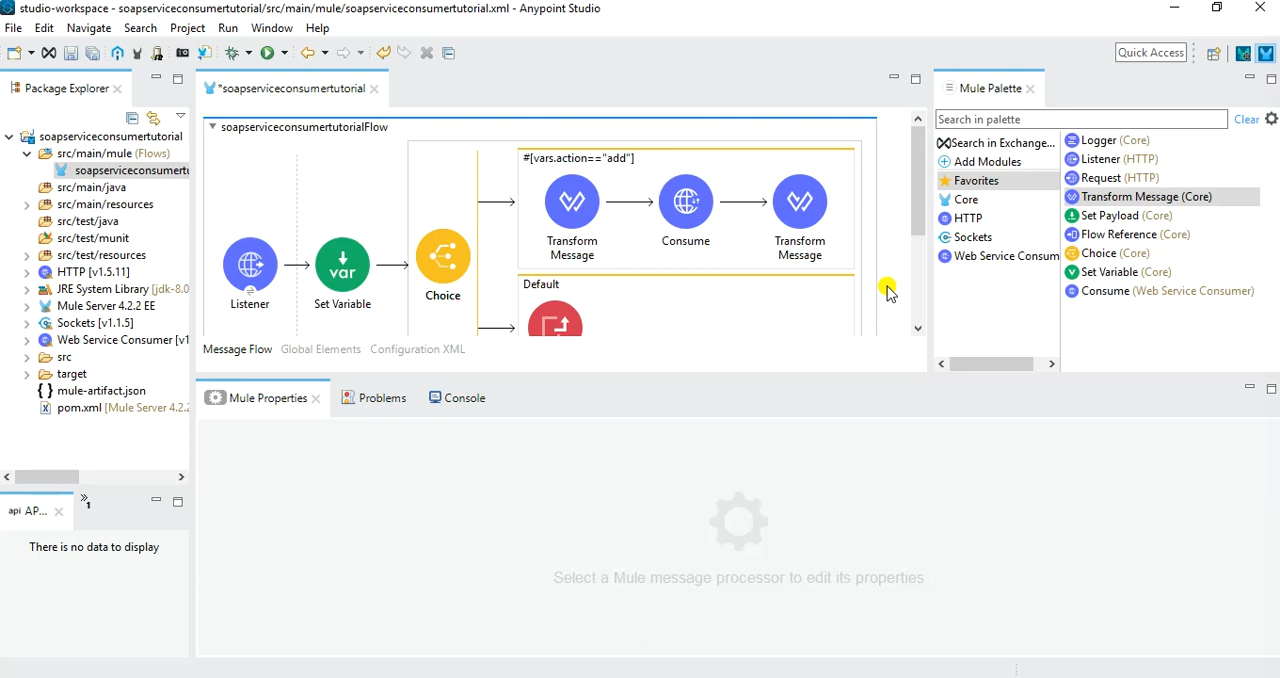 studio-workspace - soapserviceconsumertutorial/src/main/mule/soapserviceconsumertutorial.xml - Anypoint Studio
File Edit Navigate Search Project Run Window Help
Quick Access
Package Explorer
soapserviceconsumertutorial
src/main/mule (Flows)
soapserviceconsumertu
src/main/java
src/main/resources
src/test/java
src/test/munit
src/test/resources
HTTP [v1.5.11]
JRE System Library [jdk-8.0
Mule Server 4.2.2 EE
Sockets [v1.1.5]
Web Service Consumer [v1
src
target
mule-artifact.json
pom.xml [Mule Server 4.2.2
api AP...
1
There is no data to display
*soapserviceconsumertutorial
soapserviceconsumertutorialFlow
Listener
var
Set Variable
Choice
#[vars.action=="add"]
Transform
Message
Consume
Transform
Message
Default
Message Flow Global Elements Configuration XML
Mule Palette
Search in palette
Clear
Search in Exchange...
Add Modules
Favorites
Core
HTTP
Sockets
Web Service Consum
Logger (Core)
Listener (HTTP)
Request (HTTP)
Transform Message (Core)
Set Payload (Core)
Flow Reference (Core)
Choice (Core)
Set Variable (Core)
Consume (Web Service Consumer)
Mule Properties
Problems
Console
Select a Mule message processor to edit its properties